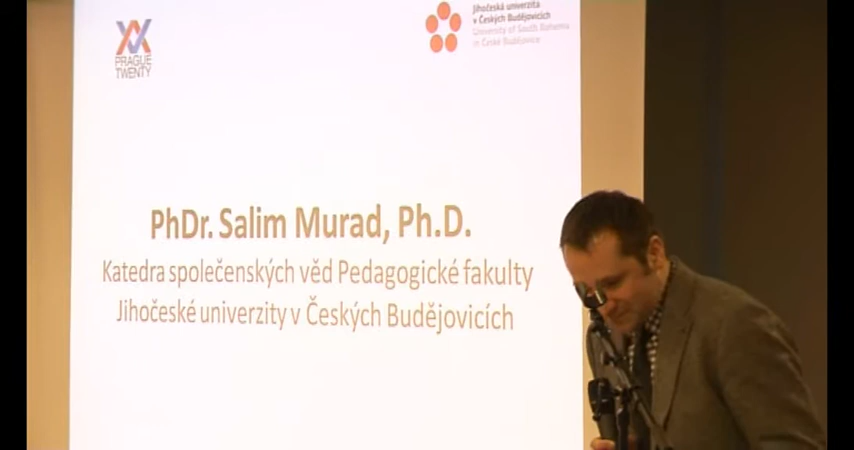 PRAGUE
TWENTY
Jihočeská univerzita
v Českých Budějovicích
University of South Bohemia
in České Budějovice
PhDr. Salim Murad, Ph.D.
Katedra společenských věd Pedagogické fakulty
Jihočeské univerzity v Českých Budějovicích